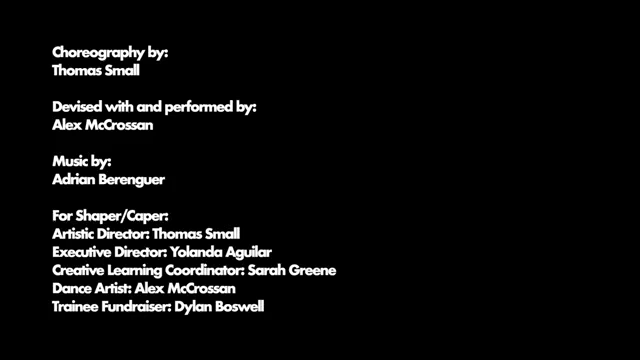 Choreography by:
Thomas Small
Devised with and performed by:
Alex McCrossan
Music by:
Adrian Berenguer
For Shaper/Caper:
Artistic Director: Thomas Small
Executive Director: Yolanda Aguilar
Creative Learning Coordinator: Sarah Greene
Dance Artist: Alex McCrossan
Trainee Fundraiser: Dylan Boswell